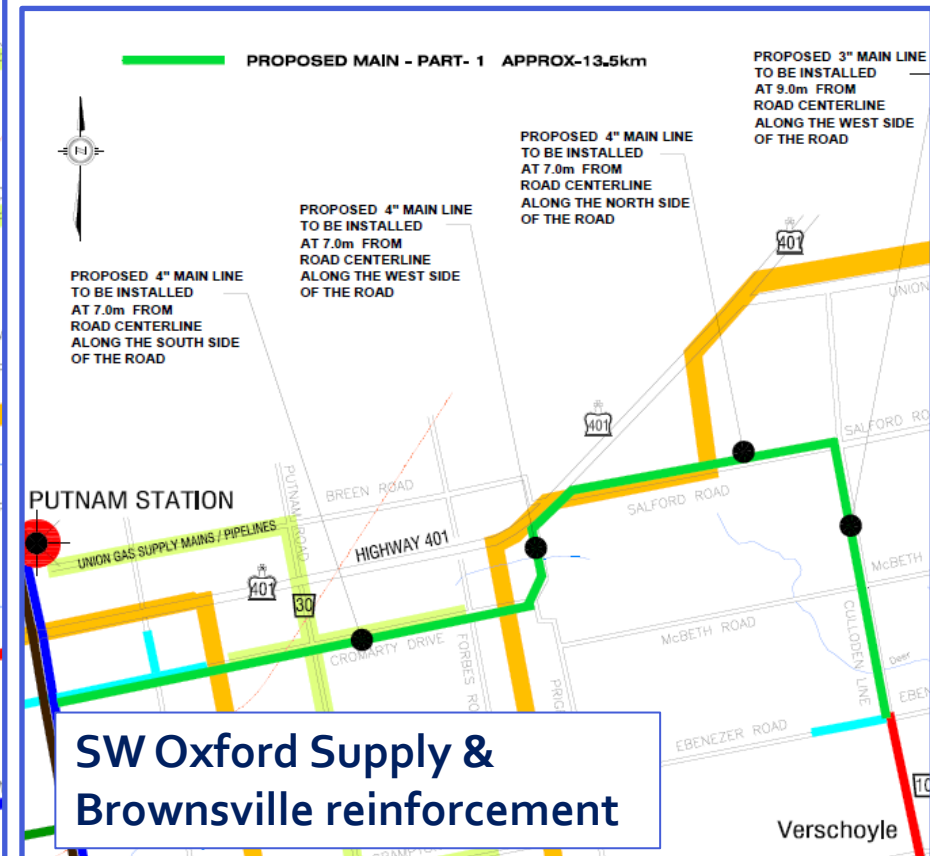 PROPOSED MAIN - PART- 1 APPROX-13.5km
PROPOSED 3" MAIN LINE
TO BE INSTALLED
AT 9.0m FROM
ROAD CENTERLINE
ALONG THE WEST SIDE
OF THE ROAD
PROPOSED 4" MAIN LINE
TO BE INSTALLED
AT 7.0m FROM
ROAD CENTERLINE
ALONG THE NORTH SIDE
OF THE ROAD
PROPOSED 4" MAIN LINE
TO BE INSTALLED
AT 7.0m FROM
ROAD CENTERLINE
ALONG THE WEST SIDE
OF THE ROAD
PROPOSED 4" MAIN LINE
TO BE INSTALLED
AT 7.0m FROM
ROAD CENTERLINE
ALONG THE SOUTH SIDE
OF THE ROAD
N
401
UNION
401
SALFORD RO
SALFORD ROAD
PUTNAM STATION
PUTNAM ROAD
BREEN ROAD
UNION GAS SUPPLY MAINS / PIPELINES
HIGHWAY 401
401
30
CROMARTY DRIVE
FORBES RO
PRIG
McBETH ROAD
McBETH
CULLODEN LINE
Deer
EBEN
EBENEZER ROAD
10
Verschoyle
SW Oxford Supply &
Brownsville reinforcement